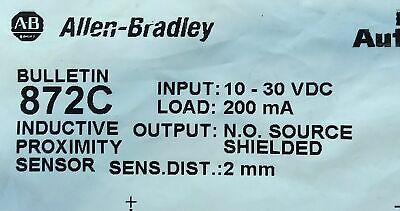 AB Allen-Bradley
Aut
BULLETIN
872C INPUT: 10 - 30 VDC
LOAD: 200 mA
INDUCTIVE OUTPUT: N.O. SOURCE
PROXIMITY SHIELDED
SENSOR SENS.DIST.: 2 mm